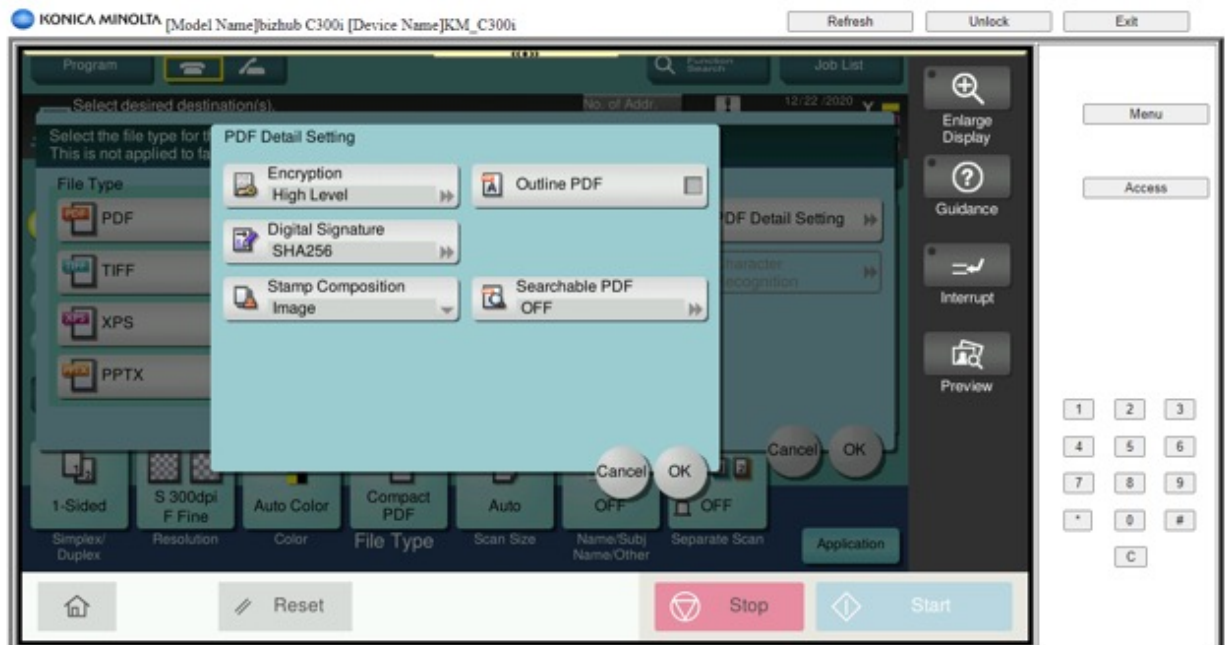 KONICA MINOLTA [Model Name]bizhub C300i [Device Name]KM_C300i
Refresh
Unlock
Exit
Program
Function Search
Job List
Select desired destination(s).
No. of Addr.
12/22 /2020
Select the file type for th
This is not applied to fa
File Type
PDF
TIFF
XPS
PPTX
PDF Detail Setting
Encryption
High Level
Outline PDF
Digital Signature
SHA256
Stamp Composition
Image
Searchable PDF
OFF
Cancel
OK
PDF Detail Setting
Character
Recognition
Cancel
OK
1-Sided
S 300dpi
F Fine
Auto Color
Compact
PDF
Auto
OFF
OFF
Simplex/
Duplex
Resolution
Color
File Type
Scan Size
Name/Subj
Name/Other
Separate Scan
Application
Reset
Stop
Start
Enlarge
Display
Guidance
Interrupt
Preview
Menu
Access
1 2 3
4 5 6
7 8 9
* 0 #
C